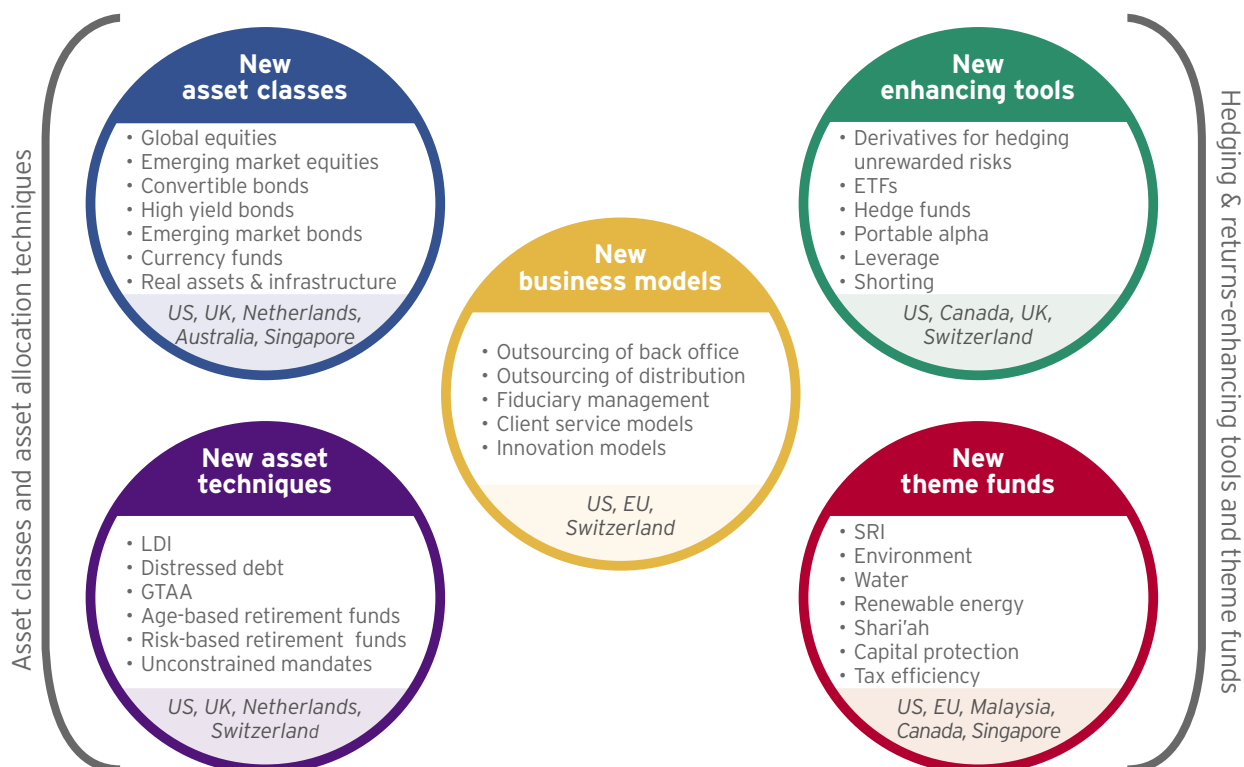 Asset classes and asset allocation techniques
New
asset classes
• Global equities
• Emerging market equities
• Convertible bonds
• High yield bonds
• Emerging market bonds
• Currency funds
• Real assets & infrastructure
US, UK, Netherlands,
Australia, Singapore
New asset
techniques
• LDI
• Distressed debt
• GTAA
• Age-based retirement funds
• Risk-based retirement funds
• Unconstrained mandates
US, UK, Netherlands,
Switzerland
New
business models
• Outsourcing of back office
• Outsourcing of distribution
• Fiduciary management
• Client service models
• Innovation models
US, EU,
Switzerland
New
enhancing tools
• Derivatives for hedging
unrewarded risks
• ETFs
• Hedge funds
• Portable alpha
• Leverage
• Shorting
US, Canada, UK,
Switzerland
New
theme funds
• SRI
• Environment
• Water
• Renewable energy
• Shari’ah
• Capital protection
• Tax efficiency
US, EU, Malaysia,
Canada, Singapore
Hedging & returns-enhancing tools and theme funds